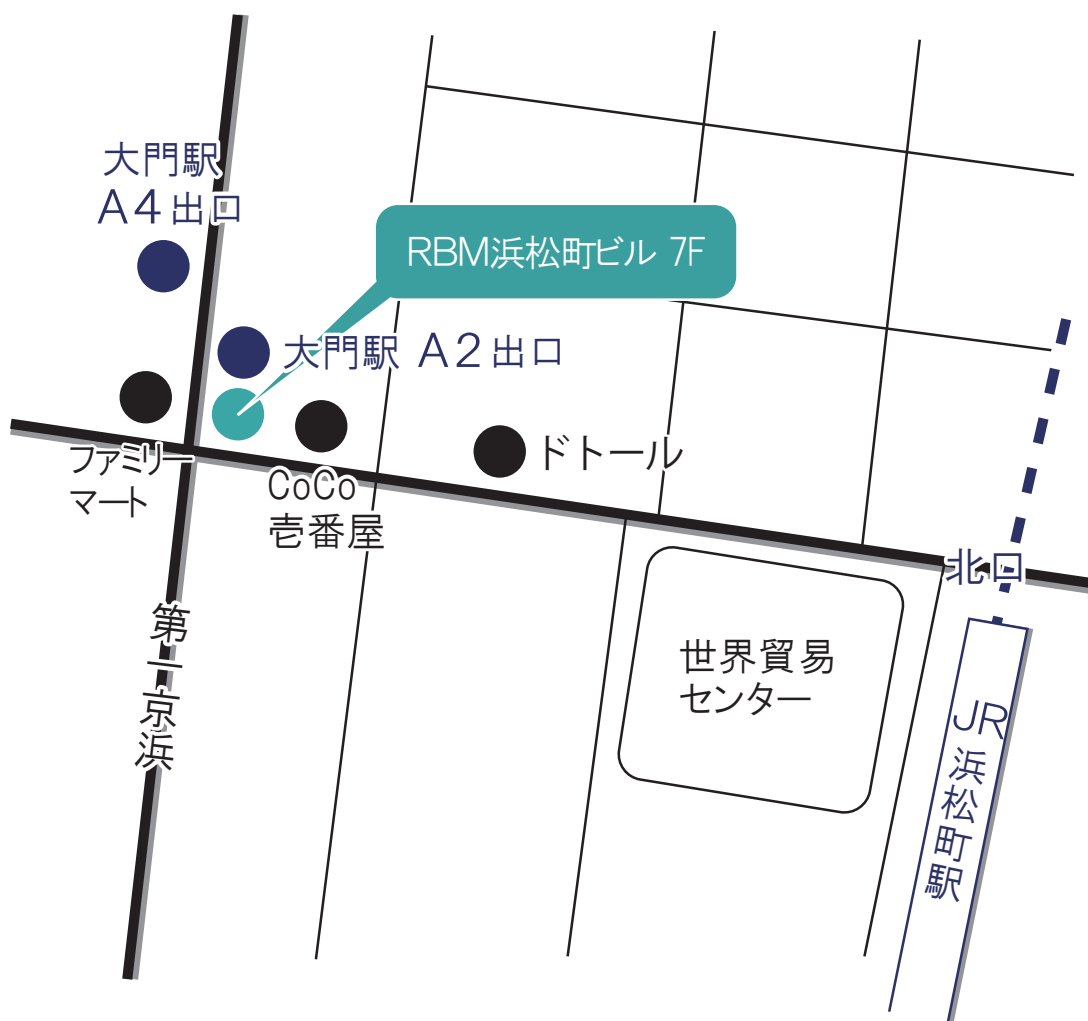 大門駅
A4出口
RBM浜松町ビル 7F
大門駅 A2出口
ファミリー
マート
CoCo
壱番屋
ドトール
北口
第一京浜
世界貿易
センター
JR浜松町駅